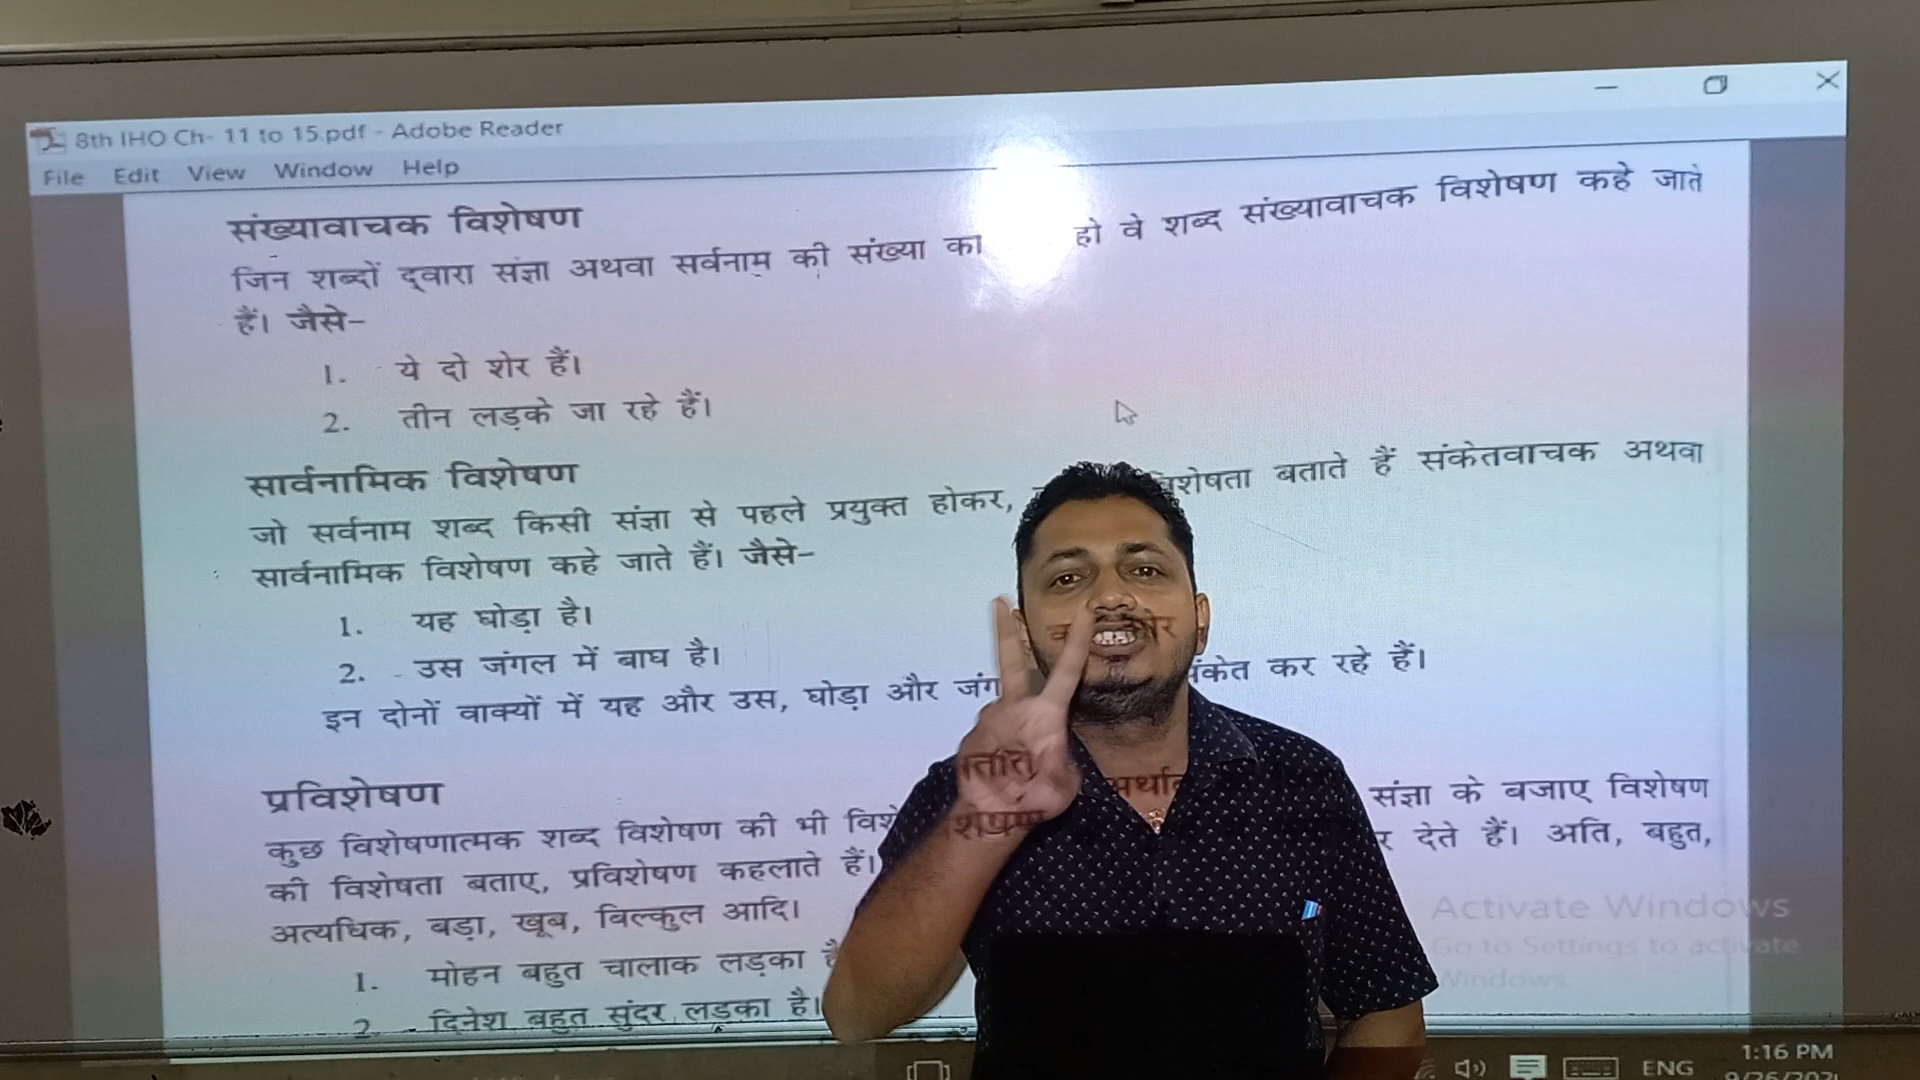 8th IHO Ch- 11 to 15.pdf - Adobe Reader
File Edit View Window Help
संख्यावाचक विशेषण
जिन शब्दों द्वारा संज्ञा अथवा सर्वनाम की संख्या का हो वे शब्द संख्यावाचक विशेषण कहे जाते
हैं। जैसे-
1. ये दो शेर हैं।
2. तीन लड़के जा रहे हैं।
सार्वनामिक विशेषण
जो सर्वनाम शब्द किसी संज्ञा से पहले प्रयुक्त होकर, बताते हैं संकेतवाचक अथवा
सार्वनामिक विशेषण कहे जाते हैं। जैसे-
1. यह घोड़ा है।
2. उस जंगल में बाघ है।
इन दोनों वाक्यों में यह और उस, घोड़ा और कर रहे हैं।
प्रविशेषण
कुछ विशेषणात्मक शब्द विशेषण की भी संज्ञा के बजाए विशेषण
की विशेषता बताए, प्रविशेषण कहलाते हैं। देते हैं। अति, बहुत,
अत्यधिक, बड़ा, खूब, बिल्कुल आदि।
1. मोहन बहुत चालाक लड़का
2. दिनेश बहुत सुंदर लड़का है।
Activate Windows
Go to Settings to activate
Windows.
ENG
1:16 PM